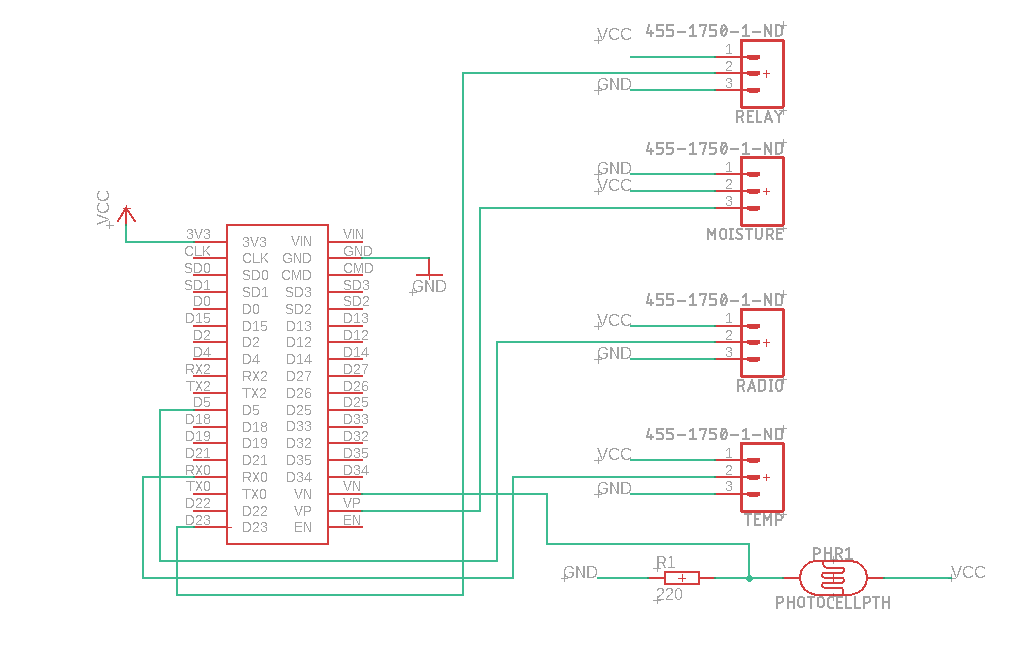 455-1750-1-ND
VCC
1
2
GND
3
RELAY
455-1750-1-ND
GND
1
VCC
2
3
MOISTURE
VCC
3V3 3V3 VIN VIN
CLK CLK GND GND
SD0 SD0 CMD CMD
SD1 SD1 SD3 SD3
D0 D0 SD2 SD2
D15 D15 D13 D13
D2 D2 D12 D12
D4 D4 D14 D14
RX2 RX2 D27 D27
TX2 TX2 D26 D26
D5 D5 D25 D25
D18 D18 D33 D33
D19 D19 D32 D32
D21 D21 D35 D35
RX0 RX0 D34 D34
TX0 TX0 VN VN
D22 D22 VP VP
D23 D23 EN EN
GND
455-1750-1-ND
VCC
1
2
GND
3
RADIO
455-1750-1-ND
VCC
1
2
GND
3
TEMP
GND
R1
220
PHR1
PHOTOCELLPTH
VCC